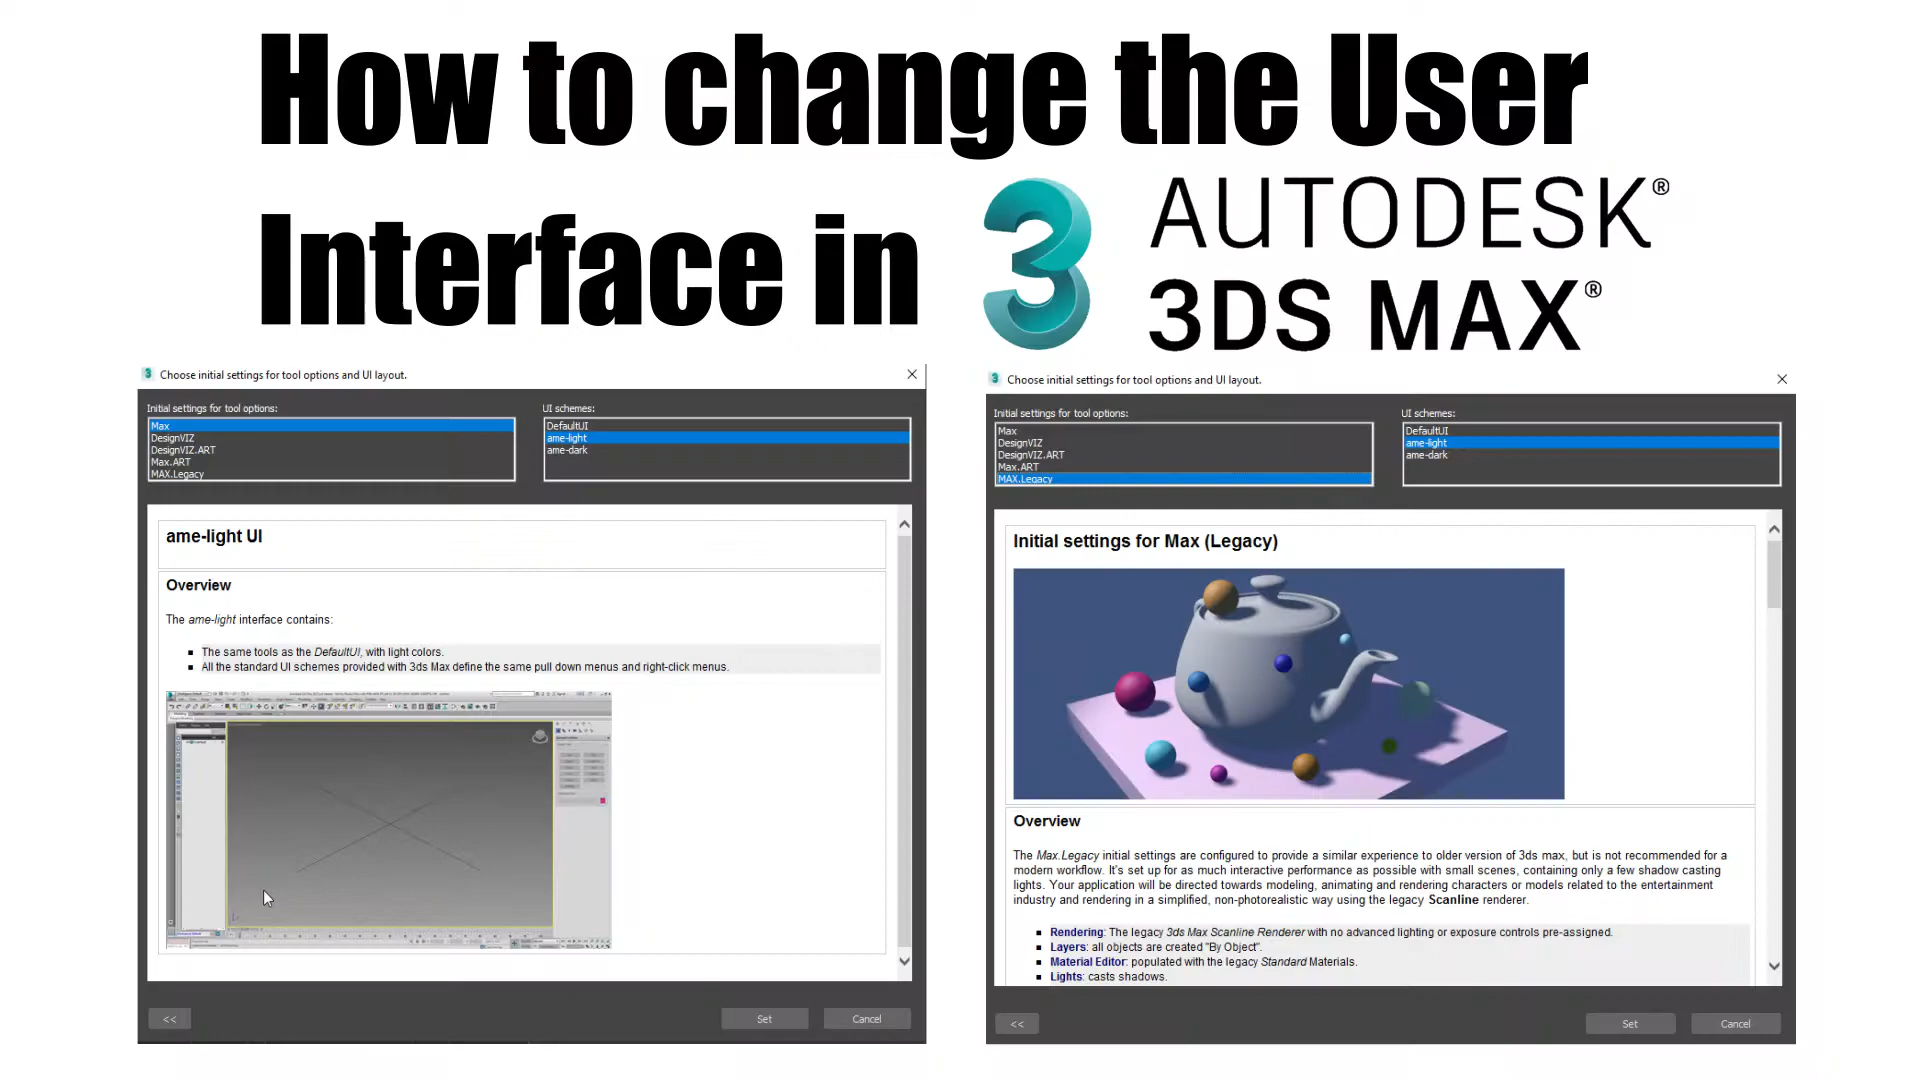 How to change the User
Interface in
AUTODESK®
3DS MAX®
Choose initial settings for tool options and UI layout.
Initial settings for tool options:
UI schemes:
Max
DesignVIZ
DesignVIZ.ART
Max.ART
MAX.Legacy
DefaultUI
ame-light
ame-dark
ame-light UI
Overview
The ame-light interface contains:
The same tools as the DefaultUI, with light colors.
All the standard UI schemes provided with 3ds Max define the same pull down menus and right-click menus.
<<
Set
Cancel
Choose initial settings for tool options and UI layout.
Initial settings for tool options:
UI schemes:
Max
DesignVIZ
DesignVIZ.ART
Max.ART
MAX.Legacy
DefaultUI
ame-light
ame-dark
Initial settings for Max (Legacy)
Overview
The Max.Legacy initial settings are configured to provide a similar experience to older version of 3ds max, but is not recommended for a
modern workflow. It's set up for as much interactive performance as possible with small scenes, containing only a few shadow casting
lights. Your application will be directed towards modeling, animating and rendering characters or models related to the entertainment
industry and rendering in a simplified, non-photorealistic way using the legacy Scanline renderer.
Rendering: The legacy 3ds Max Scanline Renderer with no advanced lighting or exposure controls pre-assigned.
Layers: all objects are created "By Object".
Material Editor: populated with the legacy Standard Materials.
Lights: casts shadows.
<<
Set
Cancel